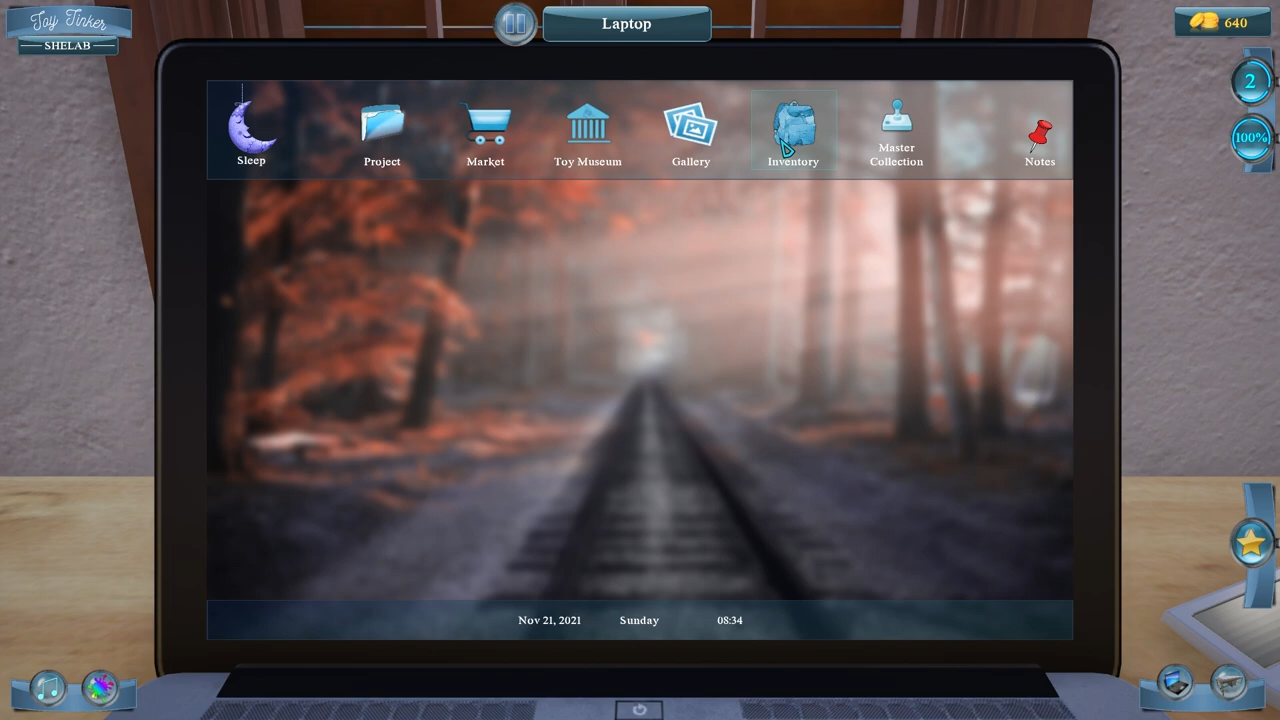 Toy Tinker
SHELAB
Laptop
640
2
100%
Sleep
Project
Market
Toy Museum
Gallery
Inventory
Master
Collection
Notes
Nov 21, 2021 Sunday 08:34